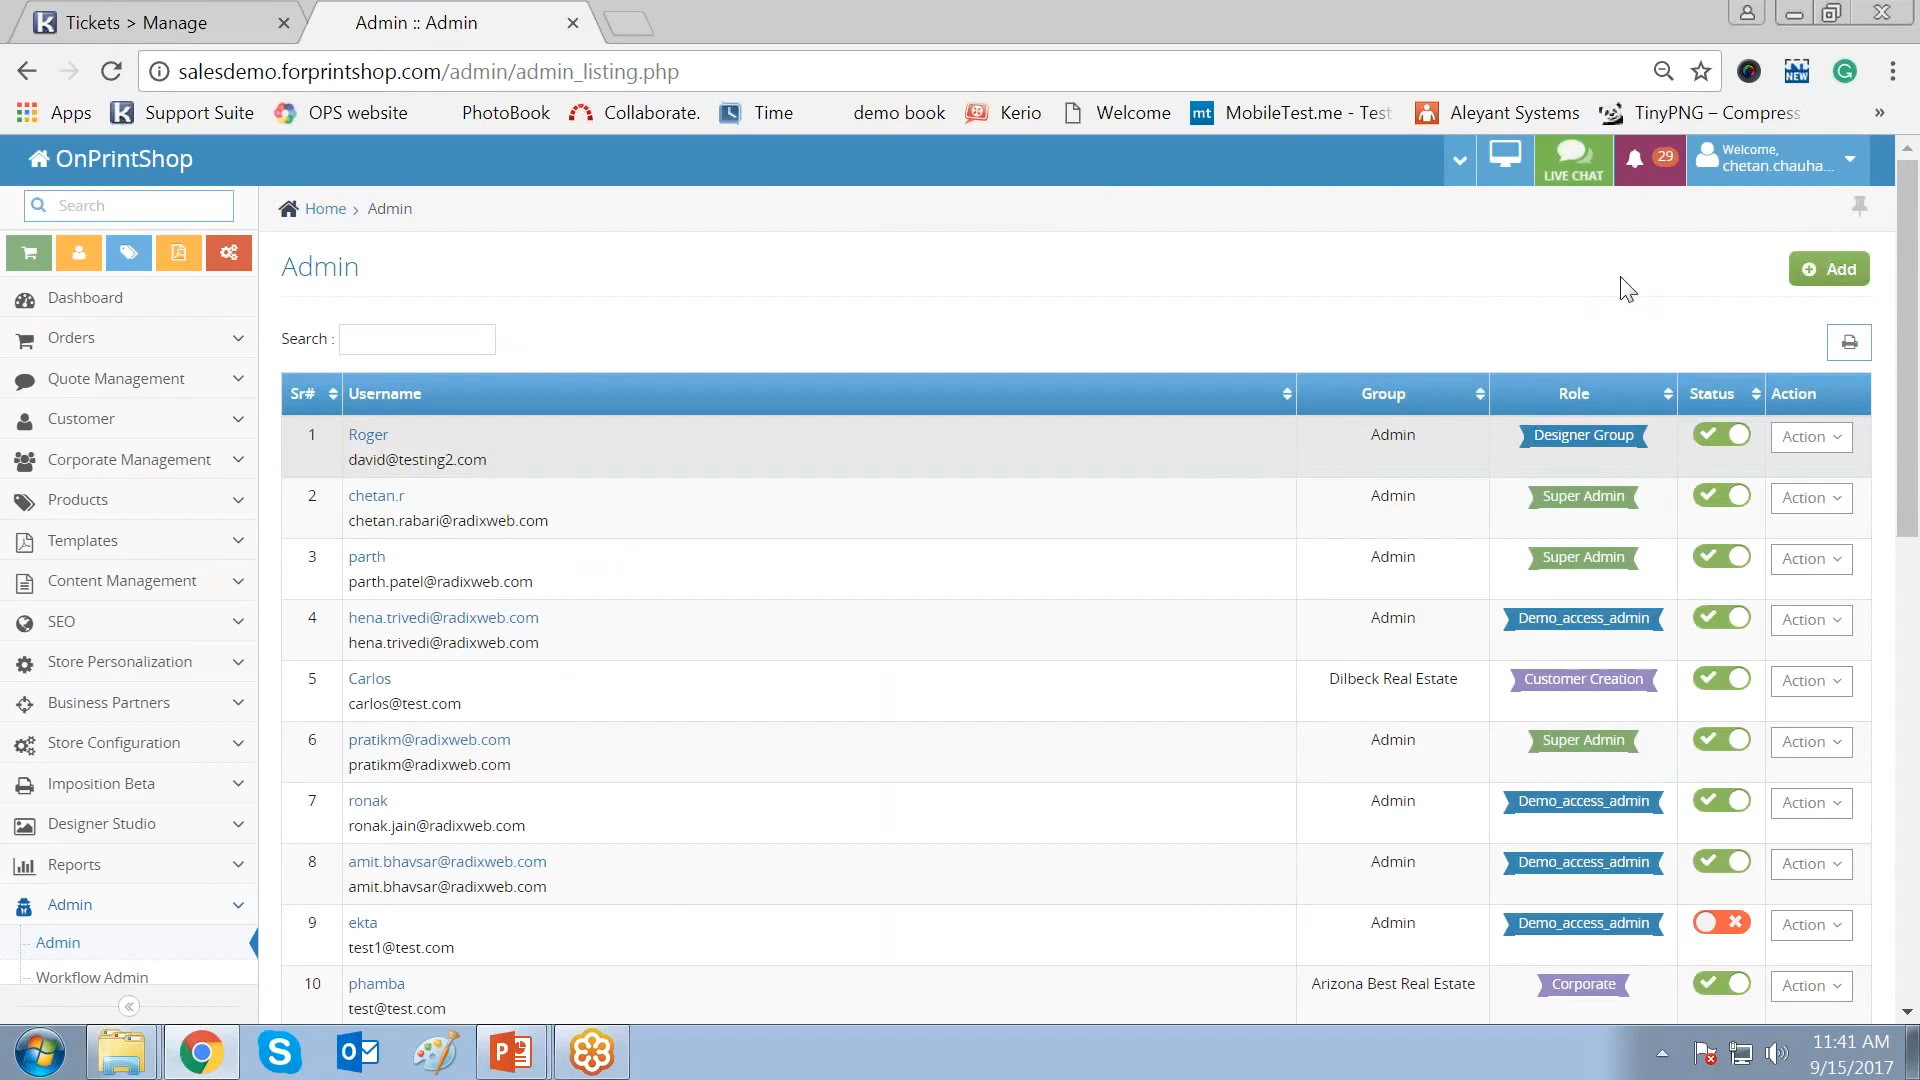 Tickets > Manage
Admin :: Admin
salesdemo.forprintshop.com/admin/admin_listing.php
Apps Support Suite OPS website PhotoBook Collaborate. Time demo book Kerio Welcome mt MobileTest.me - Test Aleyant Systems TinyPNG – Compress »
NEW
OnPrintShop
LIVE CHAT
29
Welcome,
chetan.chauha...
Search
Home > Admin
Admin
Add
Search :
Dashboard
Orders
Quote Management
Customer
Corporate Management
Products
Templates
Content Management
SEO
Store Personalization
Business Partners
Store Configuration
Imposition Beta
Designer Studio
Reports
Admin
Admin
Workflow Admin
Sr# Username Group Role Status Action
1 Roger Admin Designer Group Action
david@testing2.com
2 chetan.r Admin Super Admin Action
chetan.rabari@radixweb.com
3 parth Admin Super Admin Action
parth.patel@radixweb.com
4 hena.trivedi@radixweb.com Admin Demo_access_admin Action
hena.trivedi@radixweb.com
5 Carlos Dilbeck Real Estate Customer Creation Action
carlos@test.com
6 pratikm@radixweb.com Admin Super Admin Action
pratikm@radixweb.com
7 ronak Admin Demo_access_admin Action
ronak.jain@radixweb.com
8 amit.bhavsar@radixweb.com Admin Demo_access_admin Action
amit.bhavsar@radixweb.com
9 ekta Admin Demo_access_admin Action
test1@test.com
10 phamba Arizona Best Real Estate Corporate Action
test@test.com
11:41 AM
9/15/2017